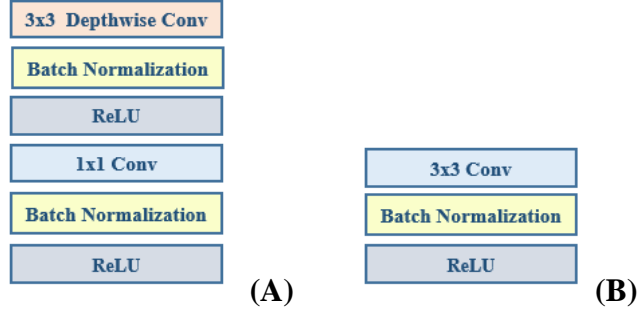 3x3 Depthwise Conv
Batch Normalization
ReLU
1x1 Conv
Batch Normalization
ReLU
(A)
3x3 Conv
Batch Normalization
ReLU
(B)